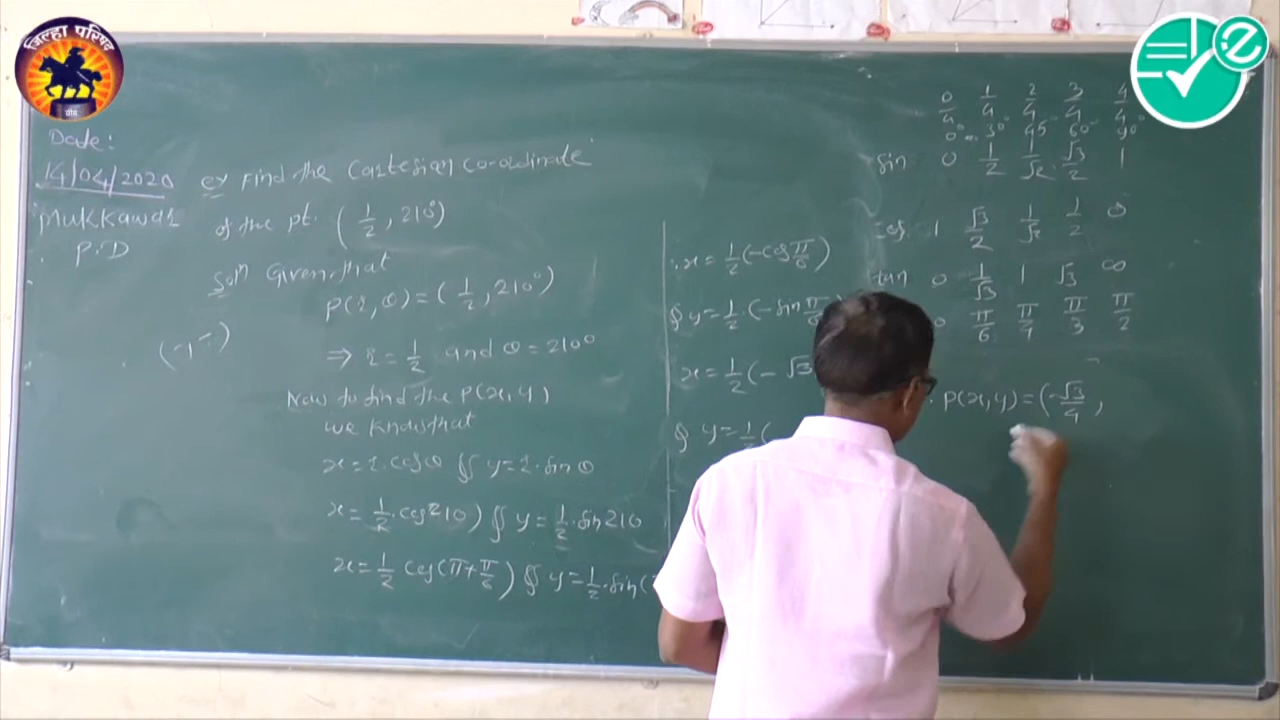 जिल्हा परिषद
Date:
14/04/2020
Mukkawar
P.D
ex Find the Cartesian co-ordinate
of the pt. (1/2, 210°)
Soln Given that
P(r, θ) = (1/2, 210°)
⇒ r = 1/2 and θ = 210°
(-, -)
Now to find the P(x, y)
we know that
x = r·cosθ & y = r·sin θ
x = 1/2·cos210) & y = 1/2·sin210
x = 1/2 cos(π+π/6) & y = 1/2·sin(
∴ x = 1/2(-cosπ/6)
& y = 1/2·(-sinπ/6
x = 1/2(-√3
& y = 1/2(
0/4 1/4 2/4 3/4 4/4
0° 30° 45° 60° 90°
sin 0 1/2 1/√2 √3/2 1
cos 1 √3/2 1/√2 1/2 0
tan 0 1/√3 1 √3 ∞
0 π/6 π/4 π/3 π/2
P(x,y) = (-√3/4 ,